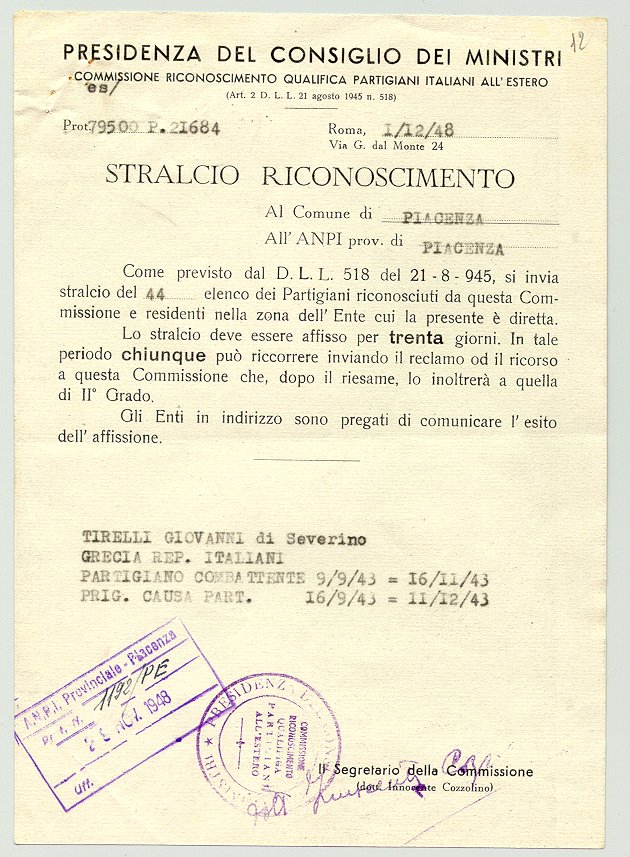 12
PRESIDENZA DEL CONSIGLIO DEI MINISTRI
COMMISSIONE RICONOSCIMENTO QUALIFICA PARTIGIANI ITALIANI ALL'ESTERO
es/
(Art. 2 D. L. L. 21 agosto 1945 n. 518)
Prot. 79500 P.21684
Roma, 1/12/48
Via G. dal Monte 24
STRALCIO RICONOSCIMENTO
Al Comune di PIACENZA
All'ANPI prov. di PIACENZA
Come previsto dal D. L. L. 518 del 21 - 8 - 945, si invia
stralcio del 44 elenco dei Partigiani riconosciuti da questa Com-
missione e residenti nella zona dell'Ente cui la presente è diretta.
Lo stralcio deve essere affisso per trenta giorni. In tale
periodo chiunque può riccorrere inviando il reclamo od il ricorso
a questa Commissione che, dopo il riesame, lo inoltrerà a quella
di II° Grado.
Gli Enti in indirizzo sono pregati di comunicare l'esito
dell'affissione.
TIRELLI GIOVANNI di Severino
GRECIA REP. ITALIANI
PARTIGIANO COMBATTENTE 9/9/43 = 16/11/43
PRIG. CAUSA PART. 16/9/43 = 11/12/43
A.N.P.I. Provinciale - Piacenza
Prot. N. 1192/PE
NOV. 1948
Uff.
PRESIDENZA
MINISTRI
COMMISSIONE
RICONOSCIMENTO
QUALIFICA
PARTIGIANI
ALL'ESTERO
Il Segretario della Commissione
(dott. Innocente Cozzolino)